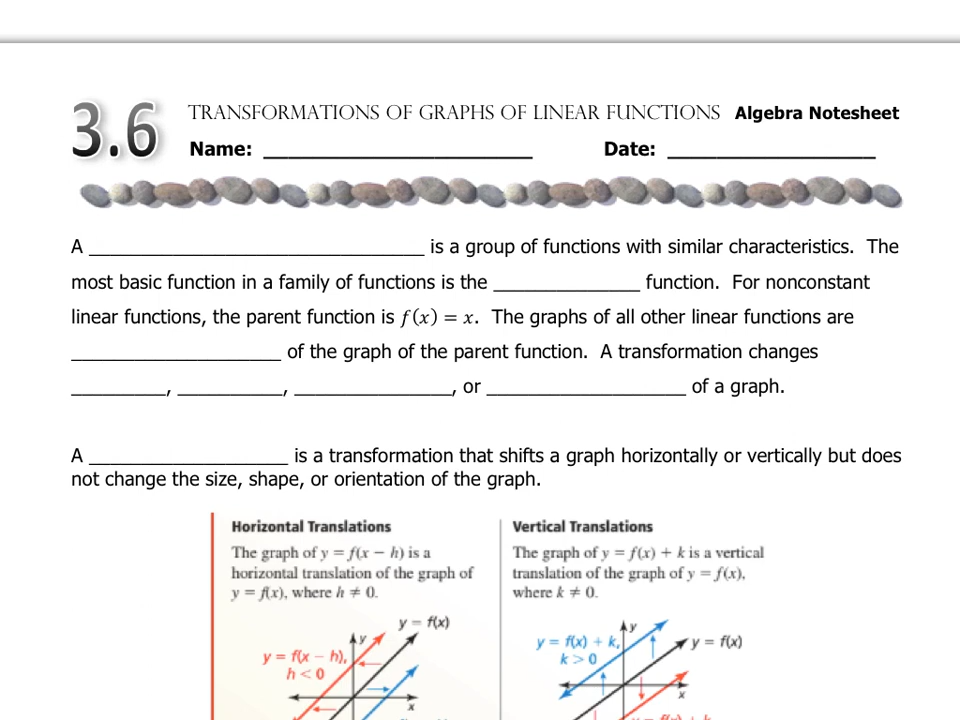 3.6
TRANSFORMATIONS OF GRAPHS OF LINEAR FUNCTIONS Algebra Notesheet
Name: _________________________ Date: ___________________
A ________________________________ is a group of functions with similar characteristics. The
most basic function in a family of functions is the ______________ function. For nonconstant
linear functions, the parent function is f(x) = x. The graphs of all other linear functions are
____________________ of the graph of the parent function. A transformation changes
_________, __________, _______________, or ___________________ of a graph.
A ___________________ is a transformation that shifts a graph horizontally or vertically but does
not change the size, shape, or orientation of the graph.
Horizontal Translations
The graph of y = f(x − h) is a
horizontal translation of the graph of
y = f(x), where h ≠ 0.
y = f(x)
y
y = f(x − h),
h < 0
x
Vertical Translations
The graph of y = f(x) + k is a vertical
translation of the graph of y = f(x),
where k ≠ 0.
y
y = f(x) + k,
k > 0
y = f(x)
x